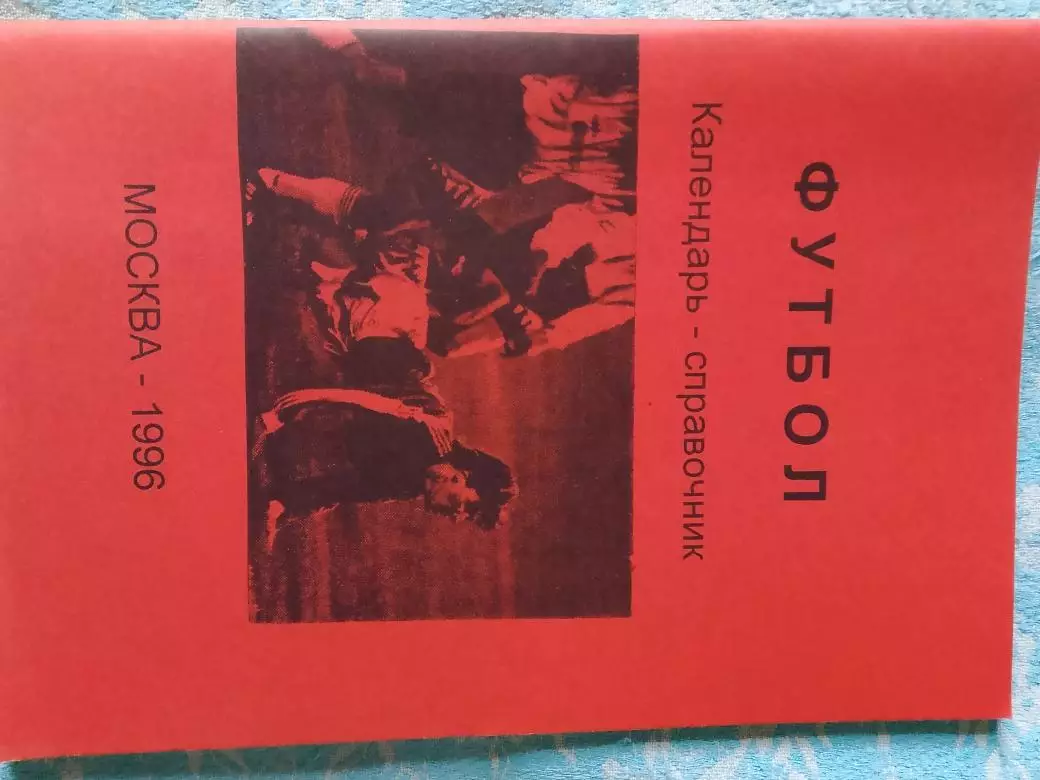 ФУТБОЛ
Календарь - справочник
МОСКВА - 1996